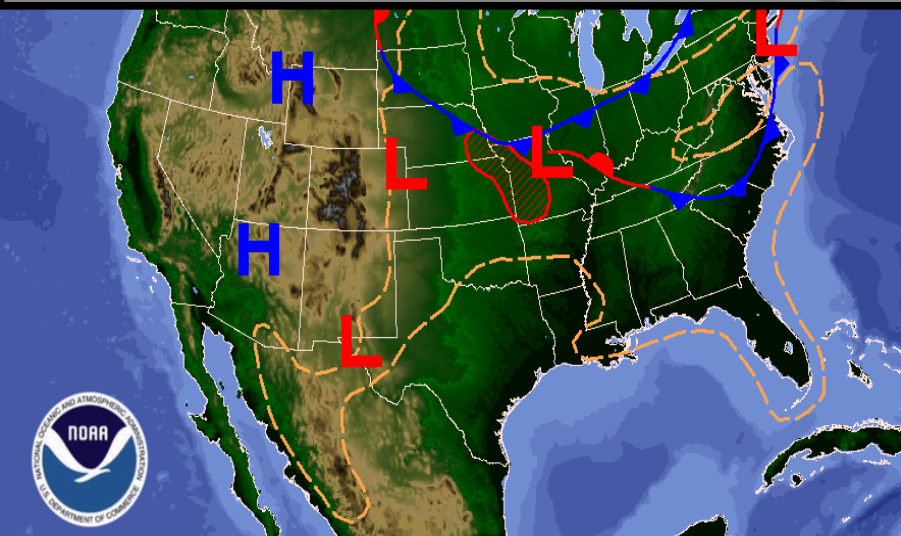 L
H
L
L
H
L
NOAA
NATIONAL OCEANIC AND ATMOSPHERIC ADMINISTRATION
U.S. DEPARTMENT OF COMMERCE